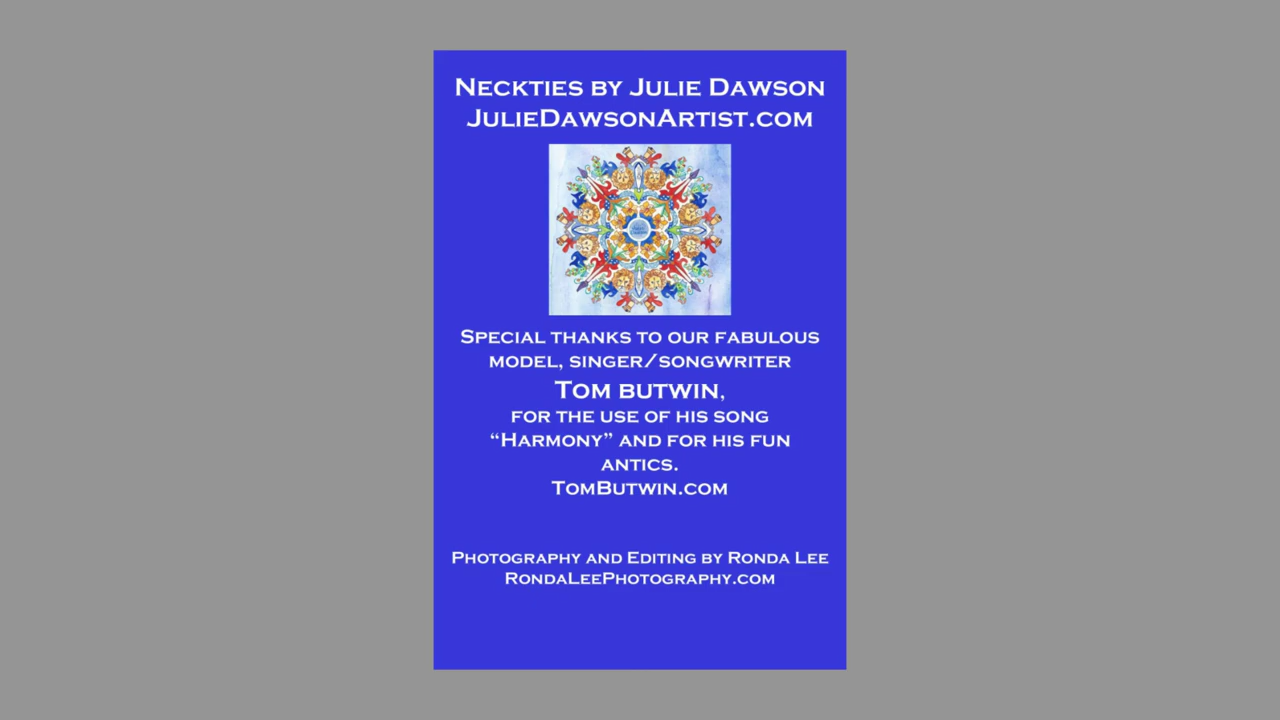 Neckties by Julie Dawson
JulieDawsonArtist.com
Special thanks to our fabulous
model, singer/songwriter
Tom butwin,
for the use of his song
“Harmony” and for his fun
antics.
TomButwin.com
Photography and Editing by Ronda Lee
RondaLeePhotography.com